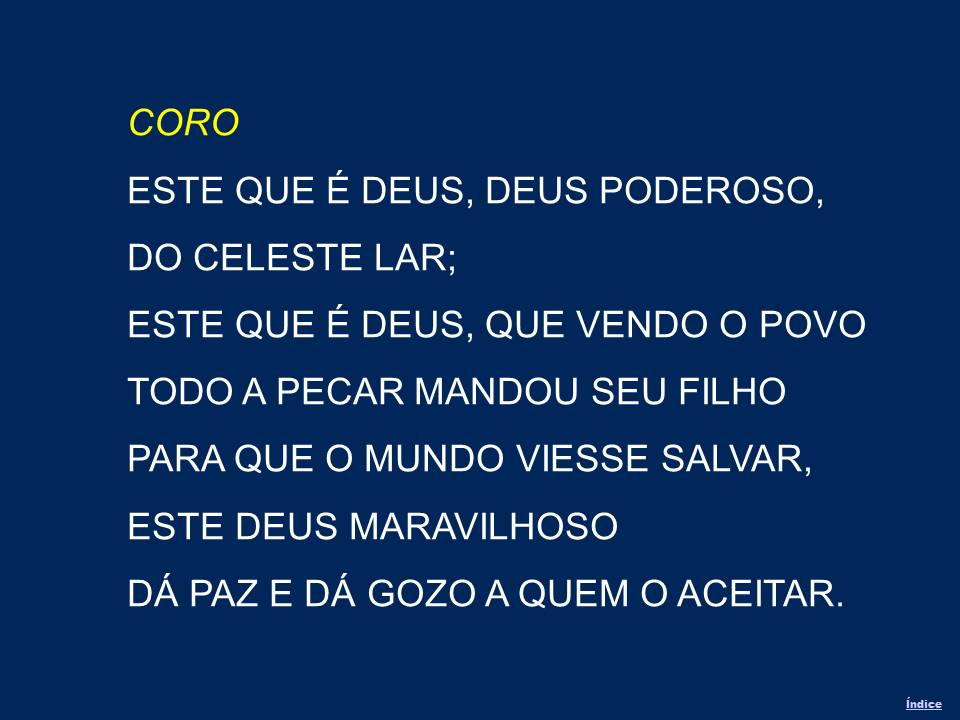 CORO
ESTE QUE É DEUS, DEUS PODEROSO,
DO CELESTE LAR;
ESTE QUE É DEUS, QUE VENDO O POVO
TODO A PECAR MANDOU SEU FILHO
PARA QUE O MUNDO VIESSE SALVAR,
ESTE DEUS MARAVILHOSO
DÁ PAZ E DÁ GOZO A QUEM O ACEITAR.
Índice